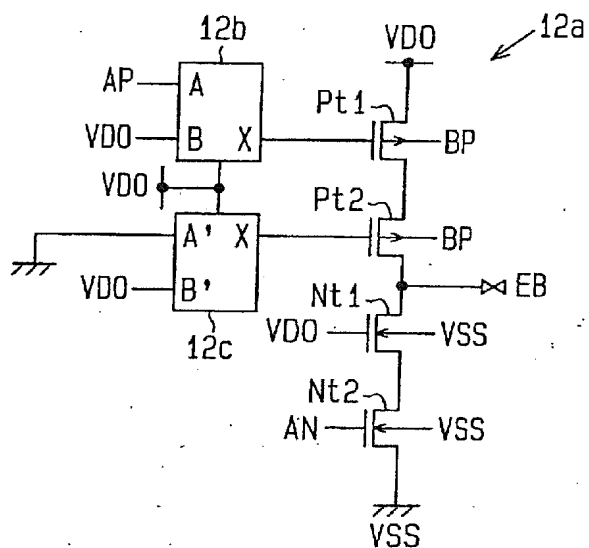 12b
VDO
12a
AP
A
Pt1
VDO
B
X
BP
VDO
Pt2
A'
X
BP
VDO
B'
EB
Nt1
12c
VDO
VSS
Nt2
AN
VSS
VSS